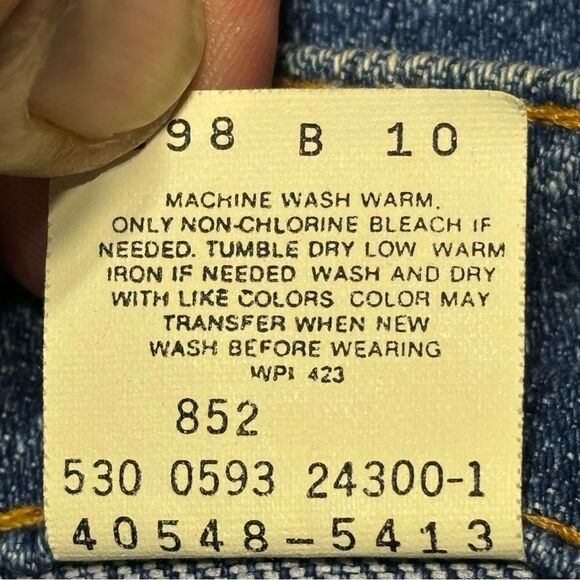 98 B 10
MACHINE WASH WARM.
ONLY NON-CHLORINE BLEACH IF
NEEDED. TUMBLE DRY LOW WARM
IRON IF NEEDED WASH AND DRY
WITH LIKE COLORS COLOR MAY
TRANSFER WHEN NEW
WASH BEFORE WEARING
WPL 423
852
530 0593 24300-1
40548-5413